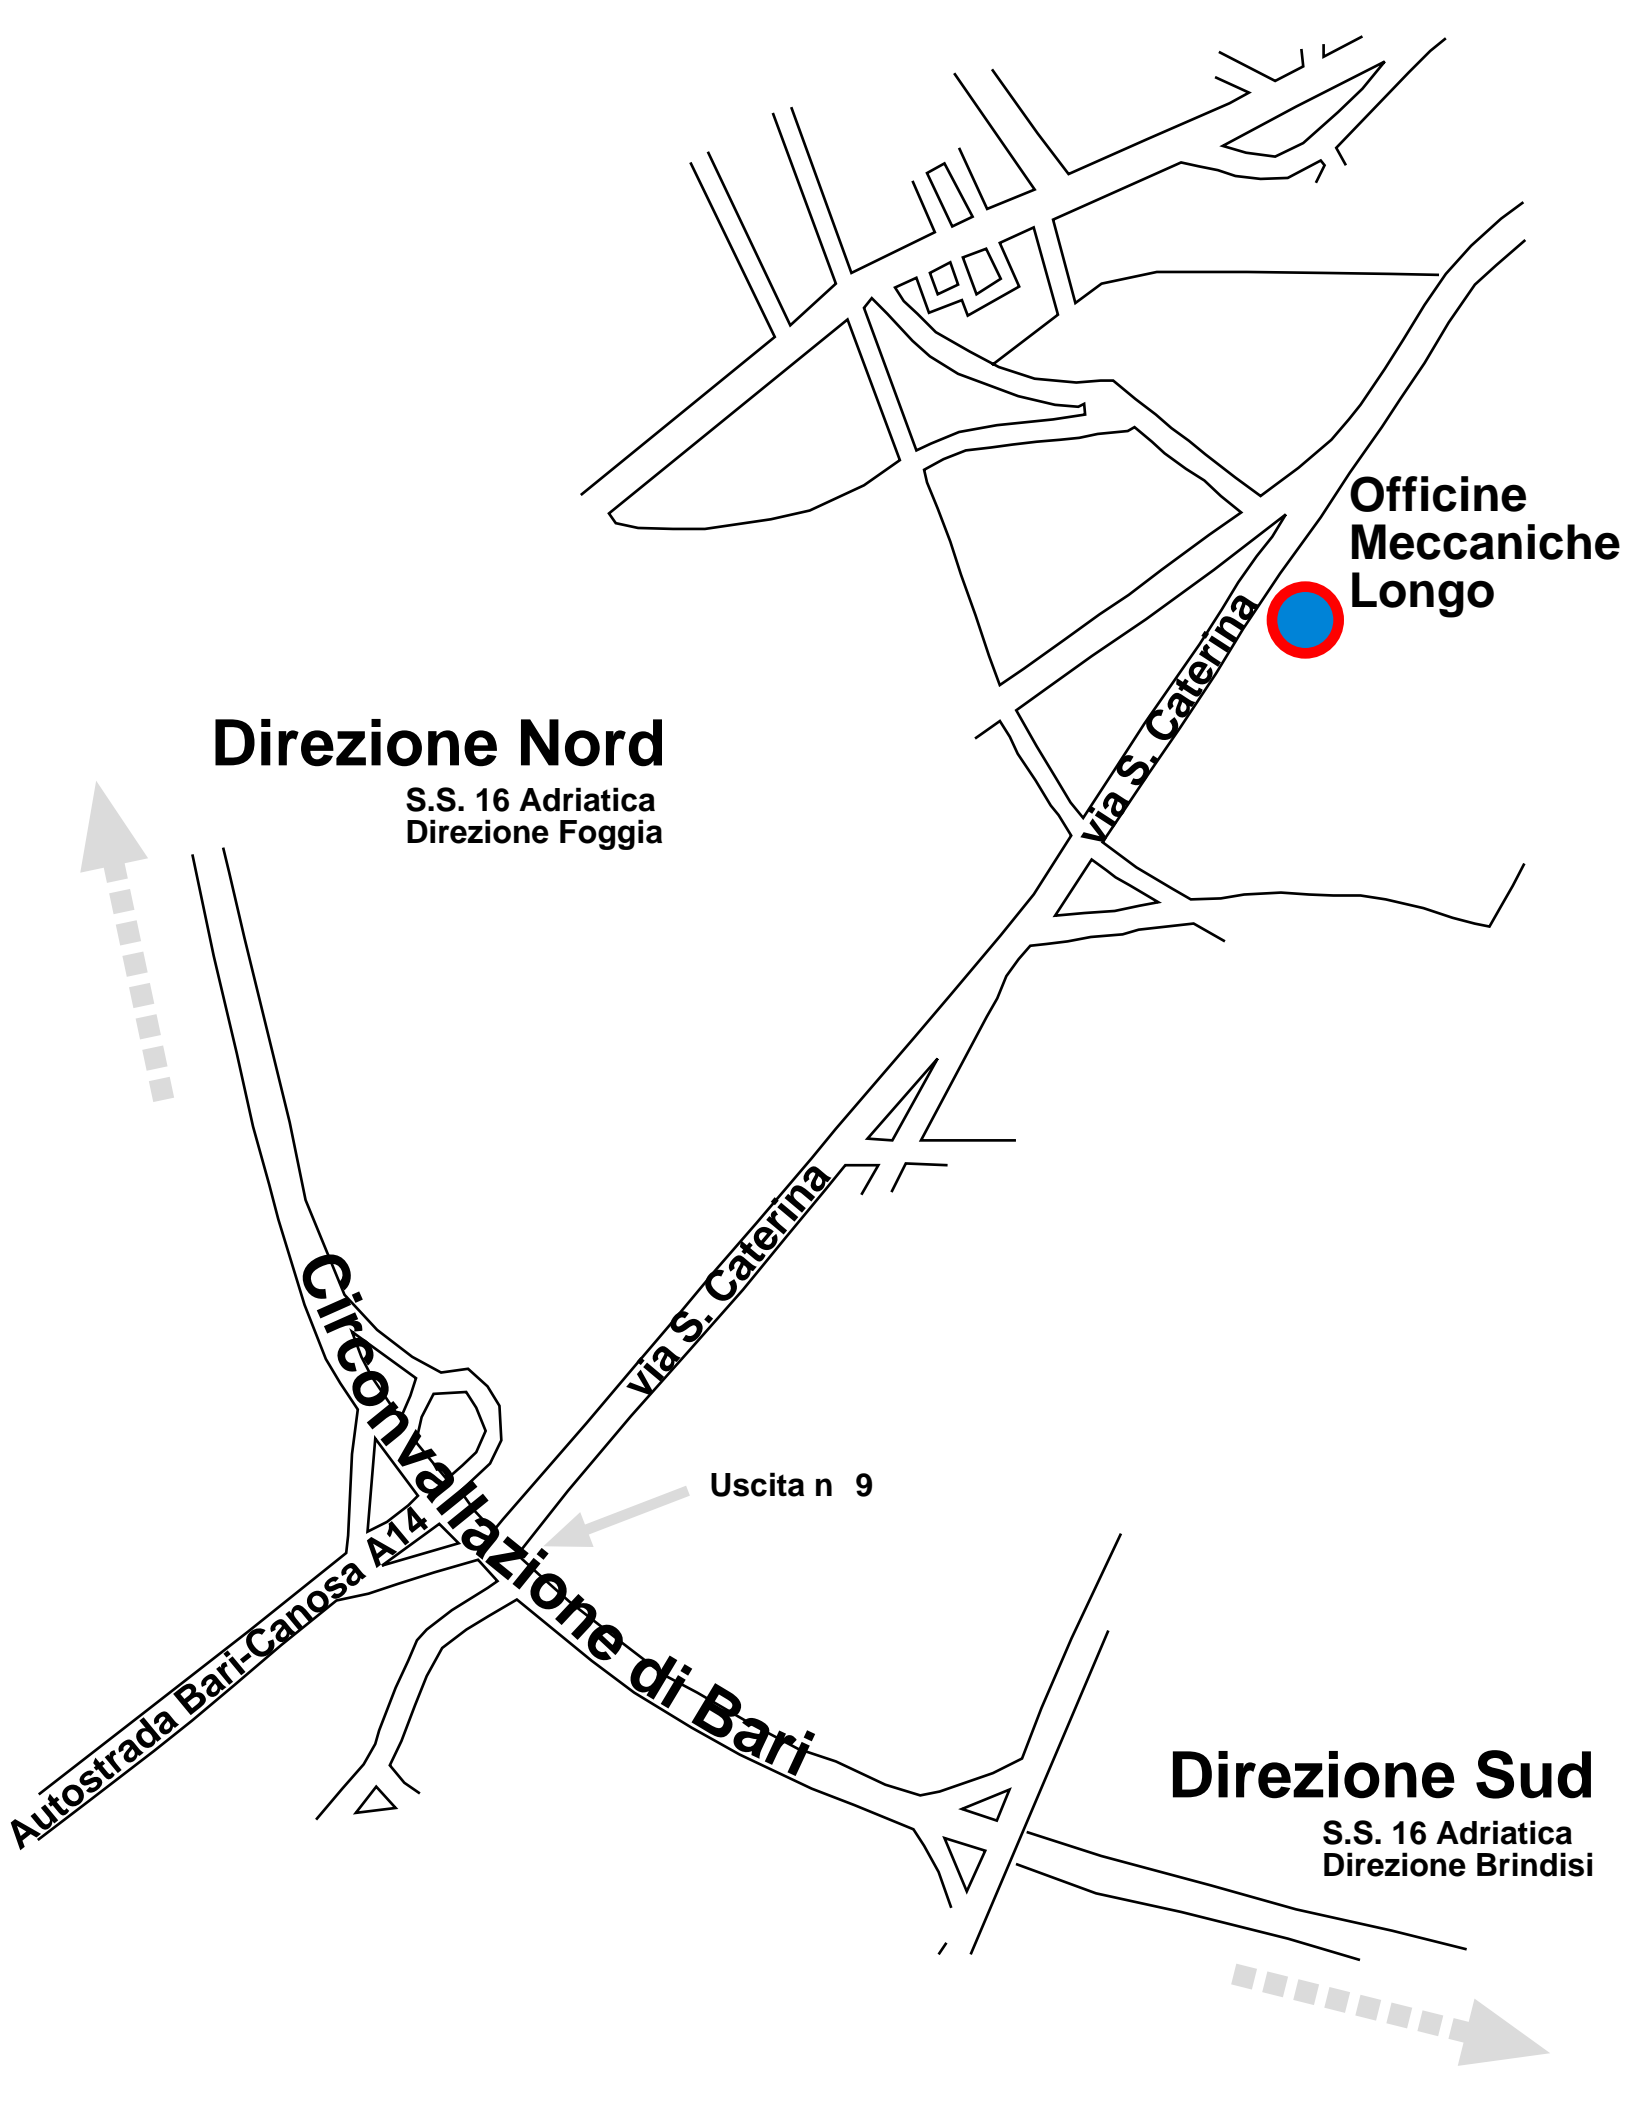 Officine
Meccaniche
Longo
via S. Caterina
Direzione Nord
S.S. 16 Adriatica
Direzione Foggia
via S. Caterina
Circonvallazione di Bari
Uscita n 9
Autostrada Bari-Canosa A14
Direzione Sud
S.S. 16 Adriatica
Direzione Brindisi